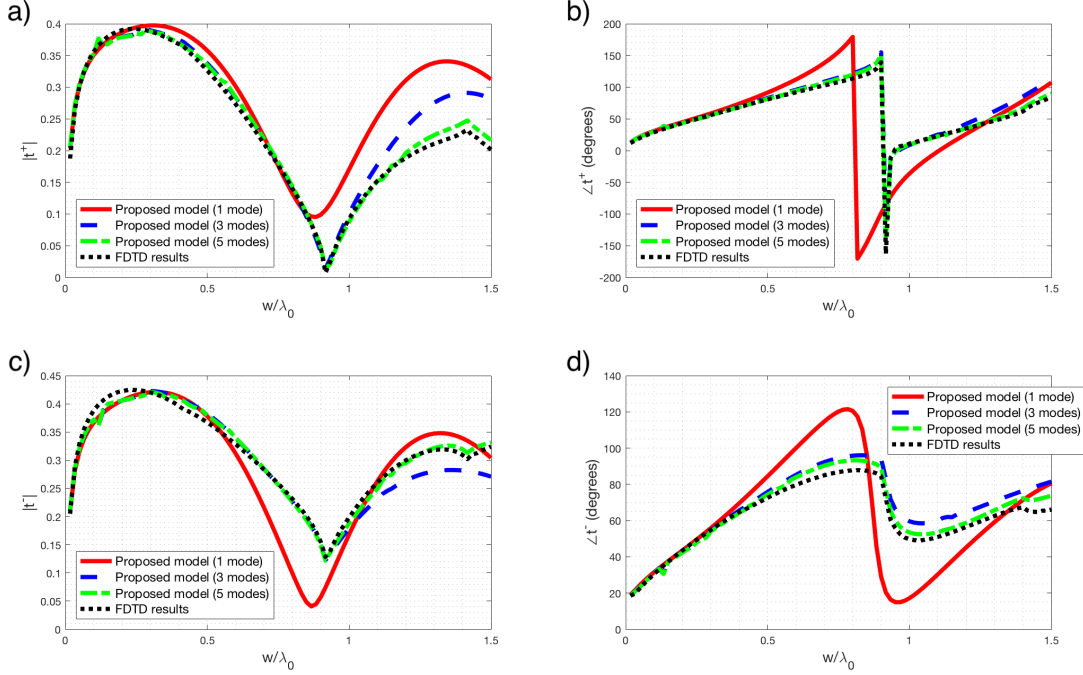 a)
0.4
0.35
0.3
0.25
0.2
0.15
0.1
0.05
0
|t⁺|
Proposed model (1 mode)
Proposed model (3 modes)
Proposed model (5 modes)
FDTD results
0 0.5 1 1.5
w/λ₀
b)
200
150
100
50
0
-50
-100
-150
-200
∠t⁺ (degrees)
Proposed model (1 mode)
Proposed model (3 modes)
Proposed model (5 modes)
FDTD results
0 0.5 1 1.5
w/λ₀
c)
0.45
0.4
0.35
0.3
0.25
0.2
0.15
0.1
0.05
0
|t⁻|
Proposed model (1 mode)
Proposed model (3 modes)
Proposed model (5 modes)
FDTD results
0 0.5 1 1.5
w/λ₀
d)
140
120
100
80
60
40
20
0
∠t⁻ (degrees)
Proposed model (1 mode)
Proposed model (3 modes)
Proposed model (5 modes)
FDTD results
0 0.5 1 1.5
w/λ₀